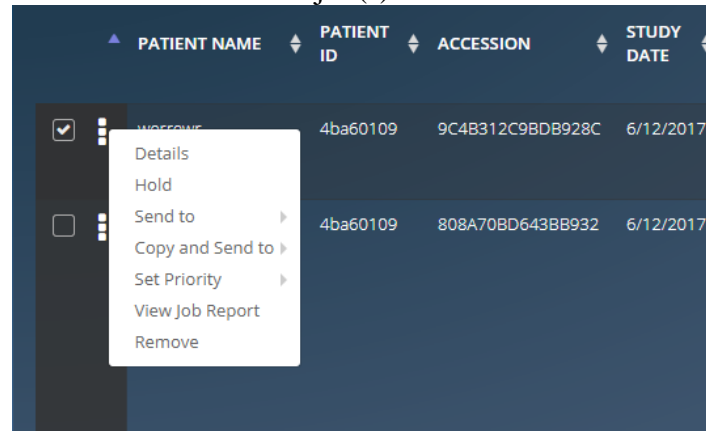 PATIENT NAME
PATIENT ID
ACCESSION
STUDY DATE
4ba60109
9C4B312C9BDB928C
6/12/2017
Details
Hold
Send to
Copy and Send to
Set Priority
View Job Report
Remove
4ba60109
808A70BD643BB932
6/12/2017